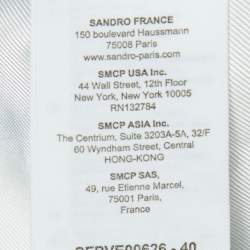 SANDRO FRANCE
150 boulevard Haussmann
75008 Paris
www.sandro-paris.com
SMCP USA Inc.
44 Wall Street, 12th Floor
New York, New York 10005
RN132784
SMCP ASIA Inc.
The Centrium, Suite 3203A-5A, 32/F
60 Wyndham Street, Central
HONG-KONG
SMCP SAS,
49, rue Etienne Marcel,
75001 Paris,
France